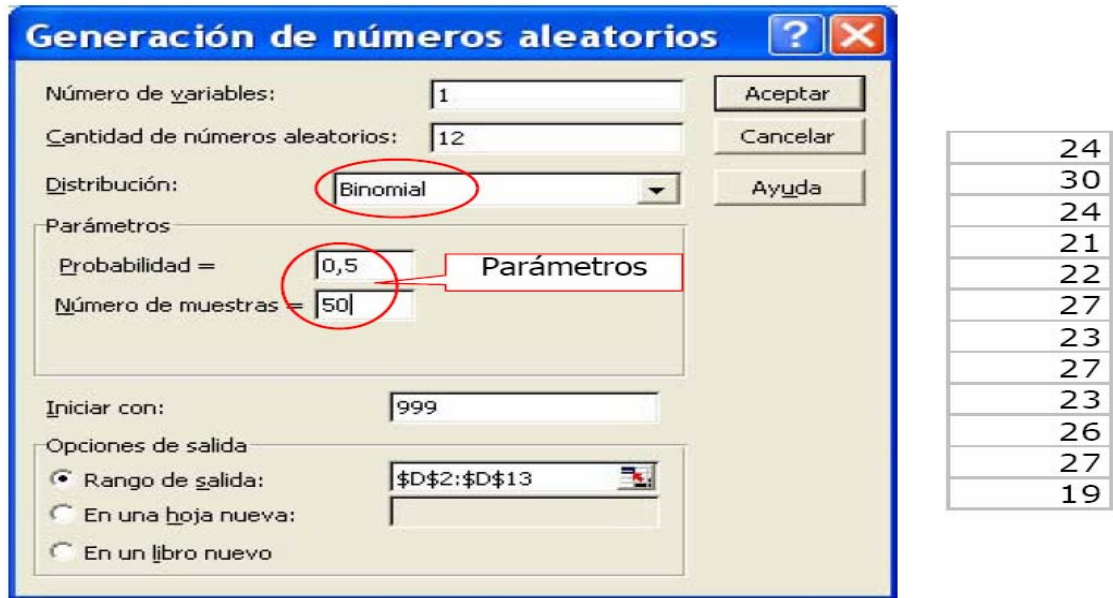 Generación de números aleatorios
Número de variables: 1 Aceptar
Cantidad de números aleatorios: 12 Cancelar
Distribución: Binomial Ayuda
Parámetros
Probabilidad = 0,5 Parámetros
Número de muestras = 50
Iniciar con: 999
Opciones de salida
Rango de salida: $D$2:$D$13
En una hoja nueva:
En un libro nuevo
24
30
24
21
22
27
23
27
23
26
27
19